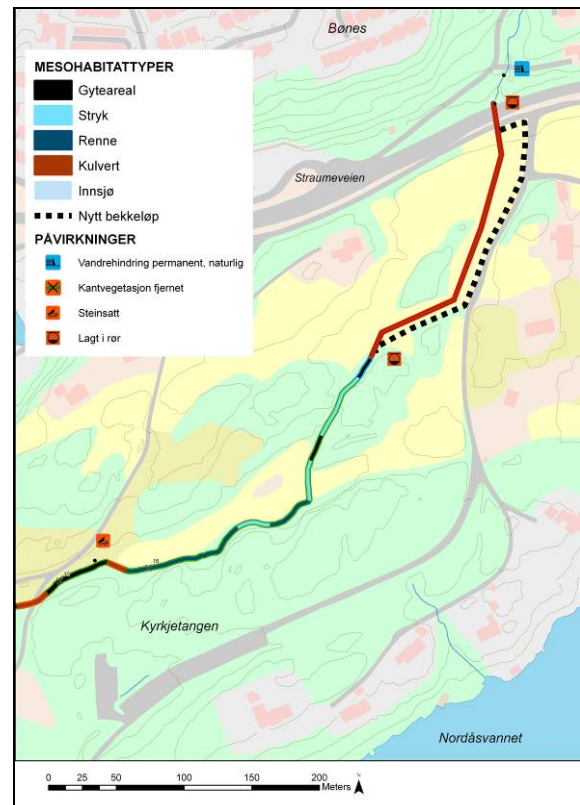 Bønes
MESOHABITATTYPER
Gyteareal
Stryk
Renne
Kulvert
Innsjø
Nytt bekkeløp
PÅVIRKNINGER
Vandrehindring permanent, naturlig
Kantvegetasjon fjernet
Steinsatt
Lagt i rør
Straumeveien
Kyrkjetangen
Nordåsvannet
0 25 50 100 150 200
Meters